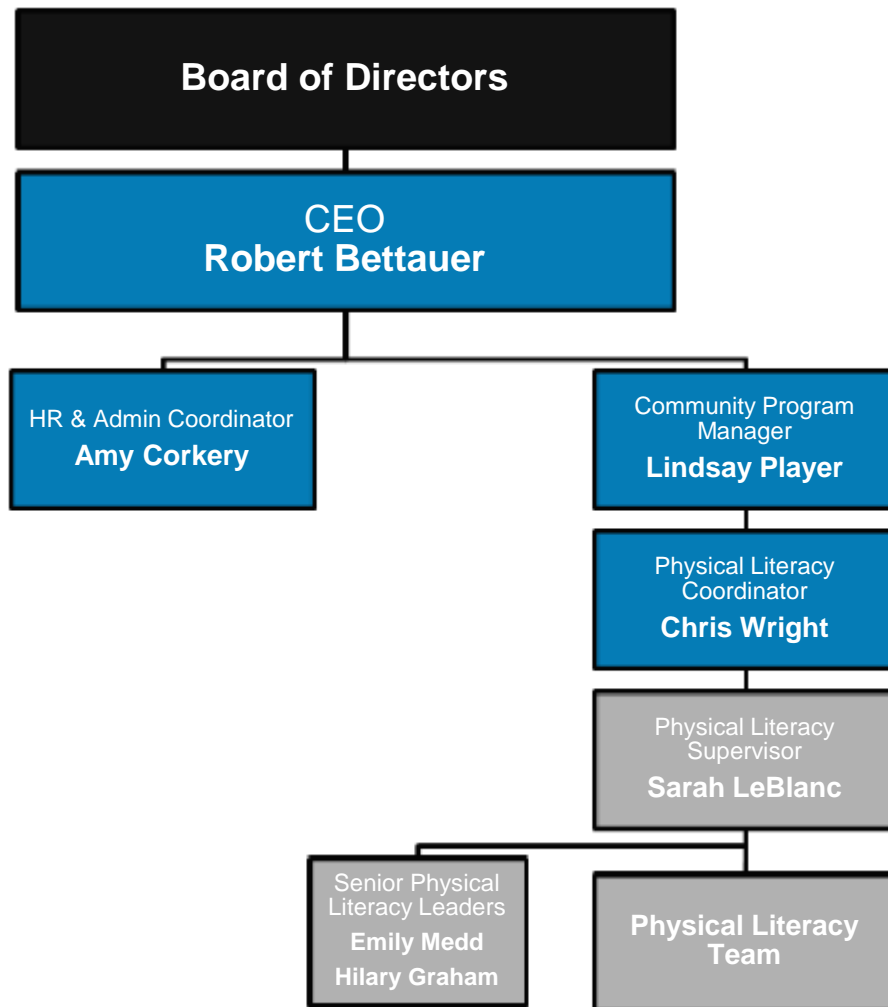 Board of Directors
CEO
Robert Bettauer
HR & Admin Coordinator
Amy Corkery
Community Program
Manager
Lindsay Player
Physical Literacy
Coordinator
Chris Wright
Physical Literacy
Supervisor
Sarah LeBlanc
Senior Physical
Literacy Leaders
Emily Medd
Hilary Graham
Physical Literacy
Team